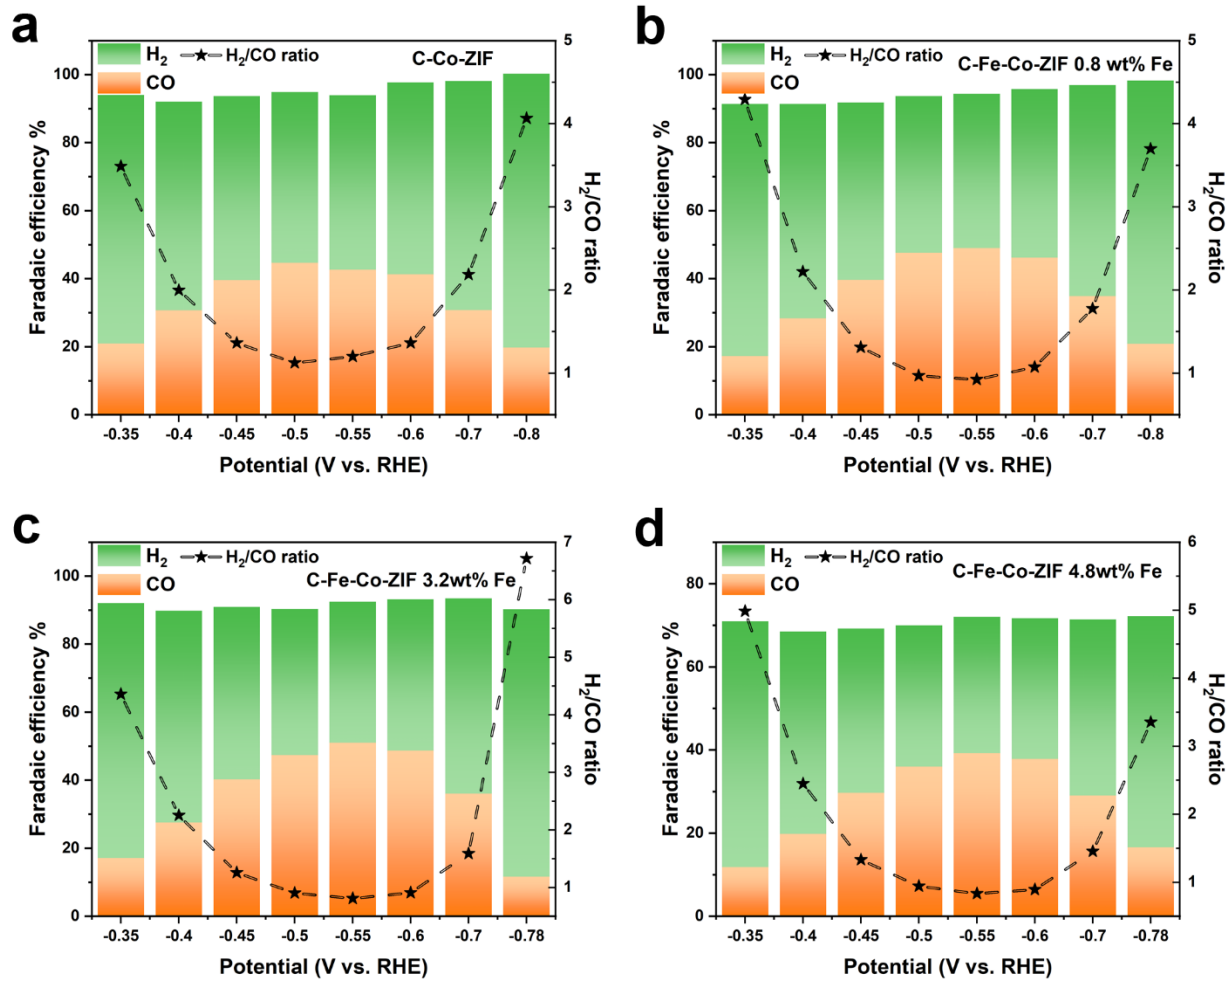 a
H₂ H₂/CO ratio
CO
C-Co-ZIF
Faradaic efficiency %
100
80
60
40
20
0
5
4
3
2
1
H₂/CO ratio
-0.35 -0.4 -0.45 -0.5 -0.55 -0.6 -0.7 -0.8
Potential (V vs. RHE)
b
H₂ H₂/CO ratio
CO
C-Fe-Co-ZIF 0.8 wt% Fe
Faradaic efficiency %
100
80
60
40
20
0
5
4
3
2
1
H₂/CO ratio
-0.35 -0.4 -0.45 -0.5 -0.55 -0.6 -0.7 -0.8
Potential (V vs. RHE)
c
H₂ H₂/CO ratio
CO
C-Fe-Co-ZIF 3.2wt% Fe
Faradaic efficiency %
100
80
60
40
20
0
7
6
5
4
3
2
1
H₂/CO ratio
-0.35 -0.4 -0.45 -0.5 -0.55 -0.6 -0.7 -0.78
Potential (V vs. RHE)
d
H₂ H₂/CO ratio
CO
C-Fe-Co-ZIF 4.8wt% Fe
Faradaic efficiency %
80
60
40
20
0
6
5
4
3
2
1
H₂/CO ratio
-0.35 -0.4 -0.45 -0.5 -0.55 -0.6 -0.7 -0.78
Potential (V vs. RHE)